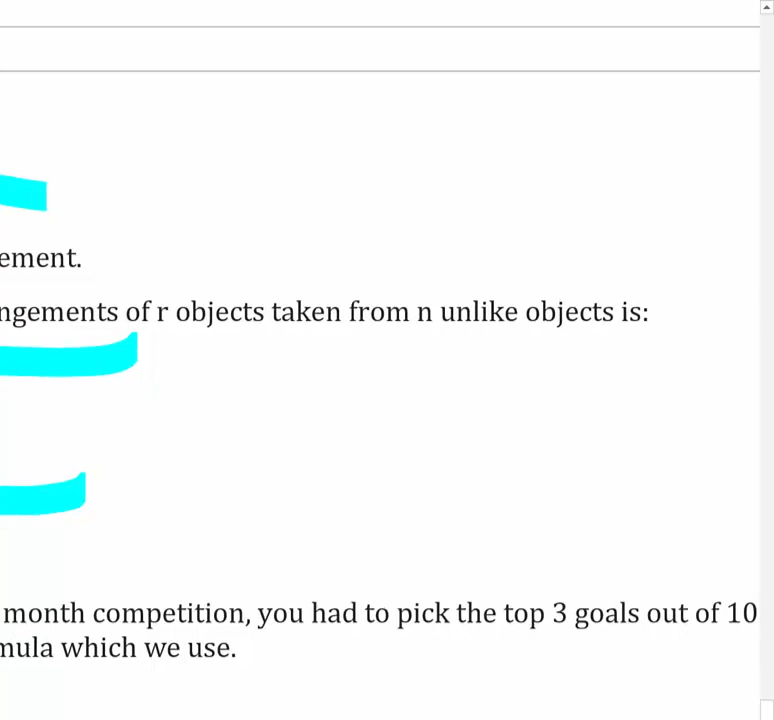 ement.
ngements of r objects taken from n unlike objects is:
month competition, you had to pick the top 3 goals out of 10
mula which we use.